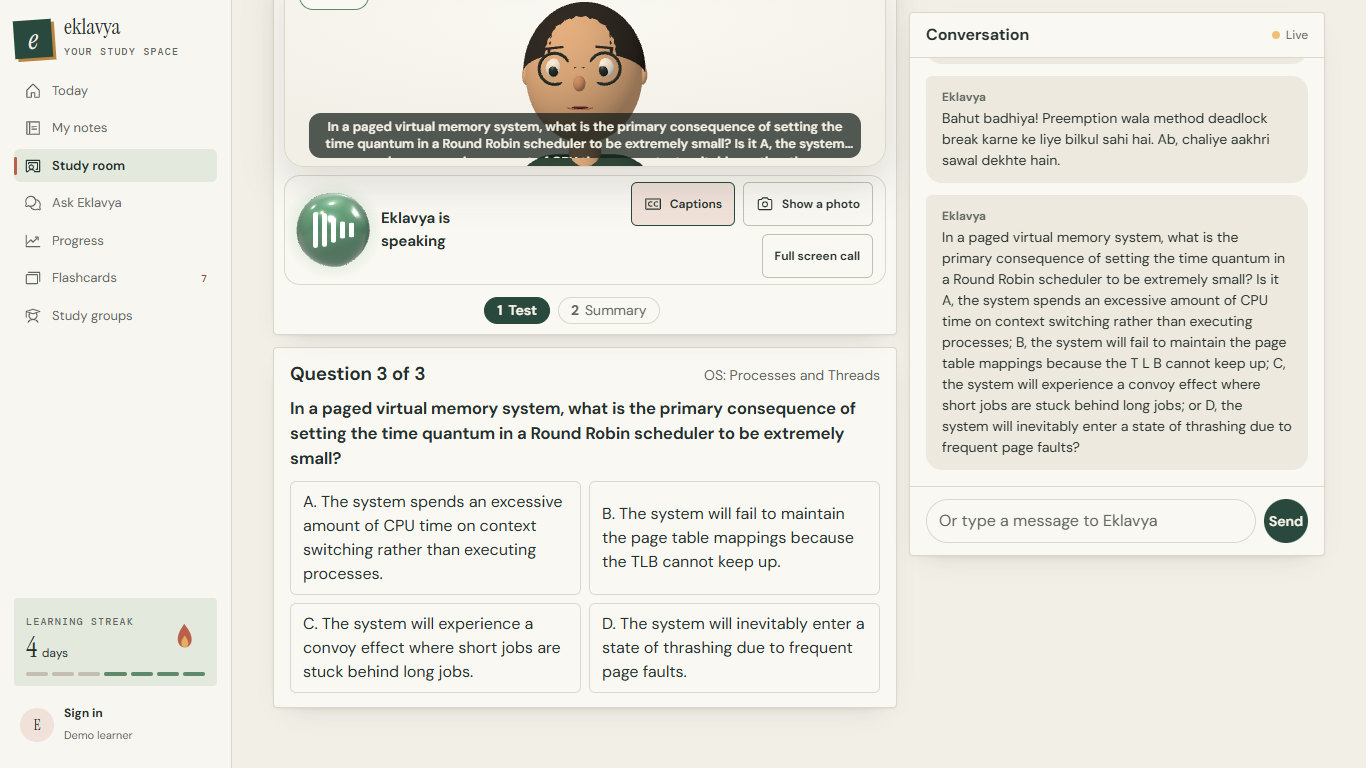 e
eklavya
YOUR STUDY SPACE
Today
My notes
Study room
Ask Eklavya
Progress
Flashcards 7
Study groups
LEARNING STREAK
4 days
E
Sign in
Demo learner
In a paged virtual memory system, what is the primary consequence of setting the
time quantum in a Round Robin scheduler to be extremely small? Is it A, the system...
Eklavya is
speaking
CC Captions
Show a photo
Full screen call
1 Test
2 Summary
Question 3 of 3
OS: Processes and Threads
In a paged virtual memory system, what is the primary consequence of
setting the time quantum in a Round Robin scheduler to be extremely
small?
A. The system spends an excessive
amount of CPU time on context
switching rather than executing
processes.
B. The system will fail to maintain
the page table mappings because
the TLB cannot keep up.
C. The system will experience a
convoy effect where short jobs are
stuck behind long jobs.
D. The system will inevitably enter a
state of thrashing due to frequent
page faults.
Conversation
Live
Eklavya
Bahut badhiya! Preemption wala method deadlock
break karne ke liye bilkul sahi hai. Ab, chaliye aakhri
sawal dekhte hain.
Eklavya
In a paged virtual memory system, what is the
primary consequence of setting the time quantum in
a Round Robin scheduler to be extremely small? Is it
A, the system spends an excessive amount of CPU
time on context switching rather than executing
processes; B, the system will fail to maintain the page
table mappings because the T L B cannot keep up; C,
the system will experience a convoy effect where
short jobs are stuck behind long jobs; or D, the
system will inevitably enter a state of thrashing due to
frequent page faults?
Or type a message to Eklavya
Send